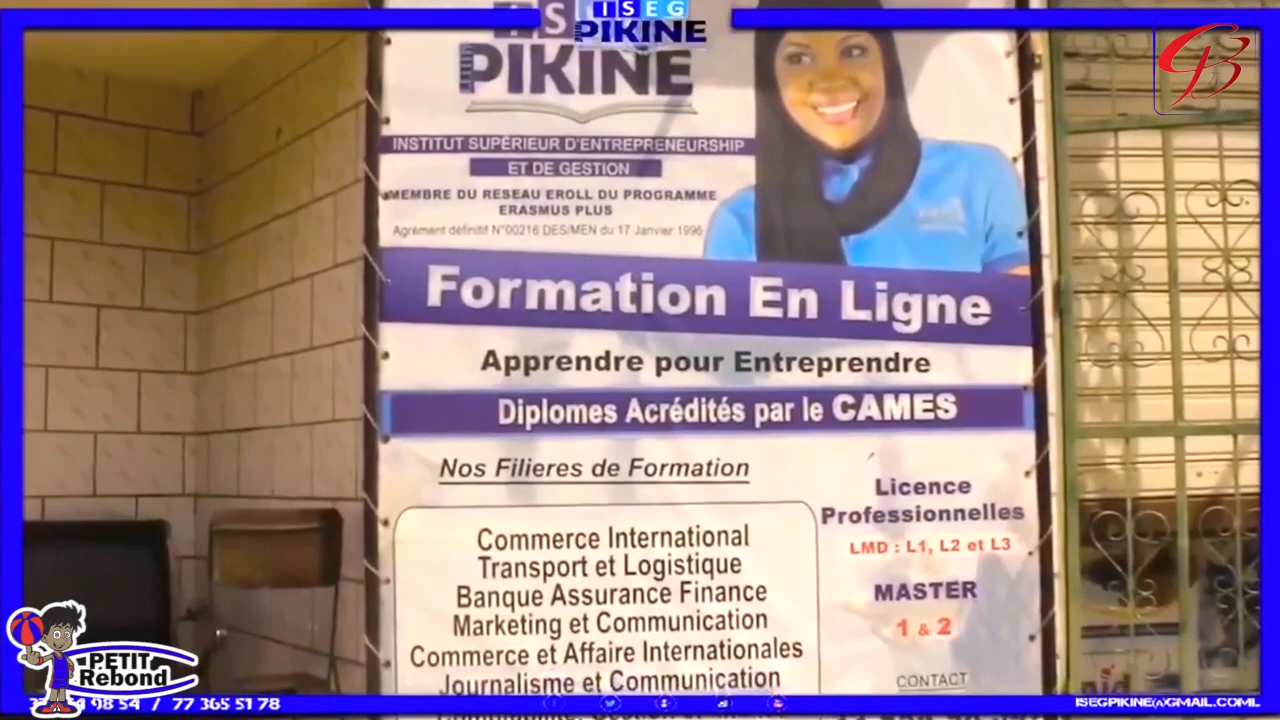 ISEG
PIKINE
PIKINE
INSTITUT SUPÉRIEUR D'ENTREPRENEURSHIP
ET DE GESTION
MEMBRE DU RESEAU EROLL DU PROGRAMME
ERASMUS PLUS
Agrément définitif N°00216 DES/MEN du 17 Janvier 1996
Formation En Ligne
Apprendre pour Entreprendre
Diplomes Acrédités par le CAMES
Nos Filieres de Formation
Commerce International
Transport et Logistique
Banque Assurance Finance
Marketing et Communication
Commerce et Affaire Internationales
Journalisme et Communication
Licence
Professionnelles
LMD : L1, L2 et L3
MASTER
1 & 2
CONTACT
PETIT
Rebond
98 54 / 77 365 51 78
ISEGPIKINE@GMAIL.COML